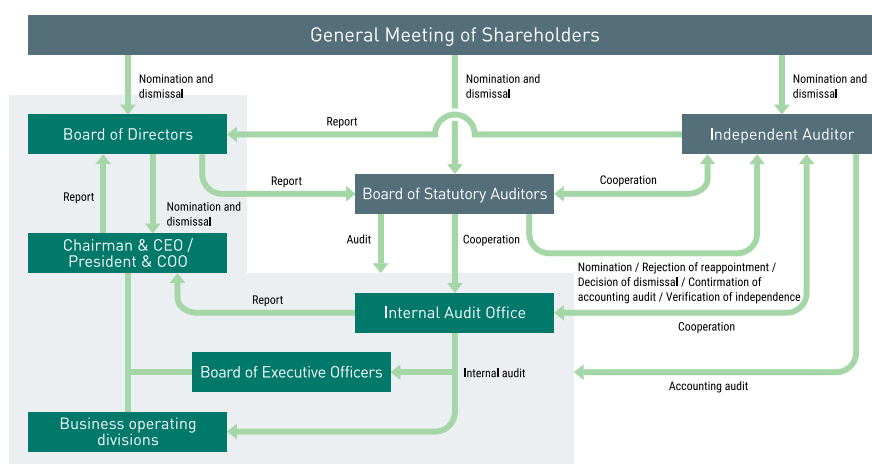 General Meeting of Shareholders
Nomination and
dismissal
Nomination and
dismissal
Nomination and
dismissal
Board of Directors
Report
Independent Auditor
Report
Nomination and
dismissal
Report
Board of Statutory Auditors
Cooperation
Chairman & CEO /
President & COO
Audit
Cooperation
Nomination / Rejection of reappointment /
Decision of dismissal / Contirmation of
accounting audit / Verification of independence
Report
Internal Audit Office
Cooperation
Board of Executive Officers
Internal audit
Accounting audit
Business operating
divisions